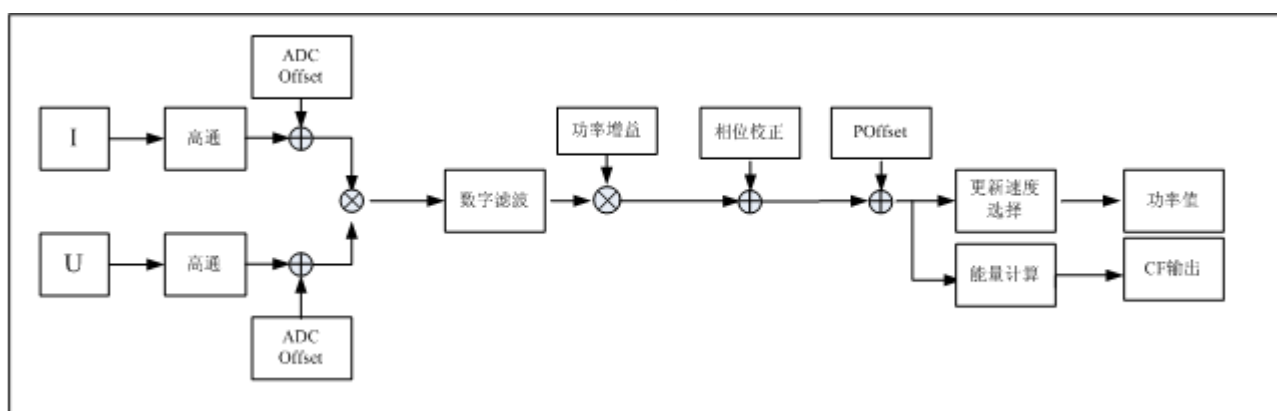 ADC
Offset
I
高通
功率增益
相位校正
POffset
数字滤波
更新速度
选择
功率值
U
高通
能量计算
CF输出
ADC
Offset